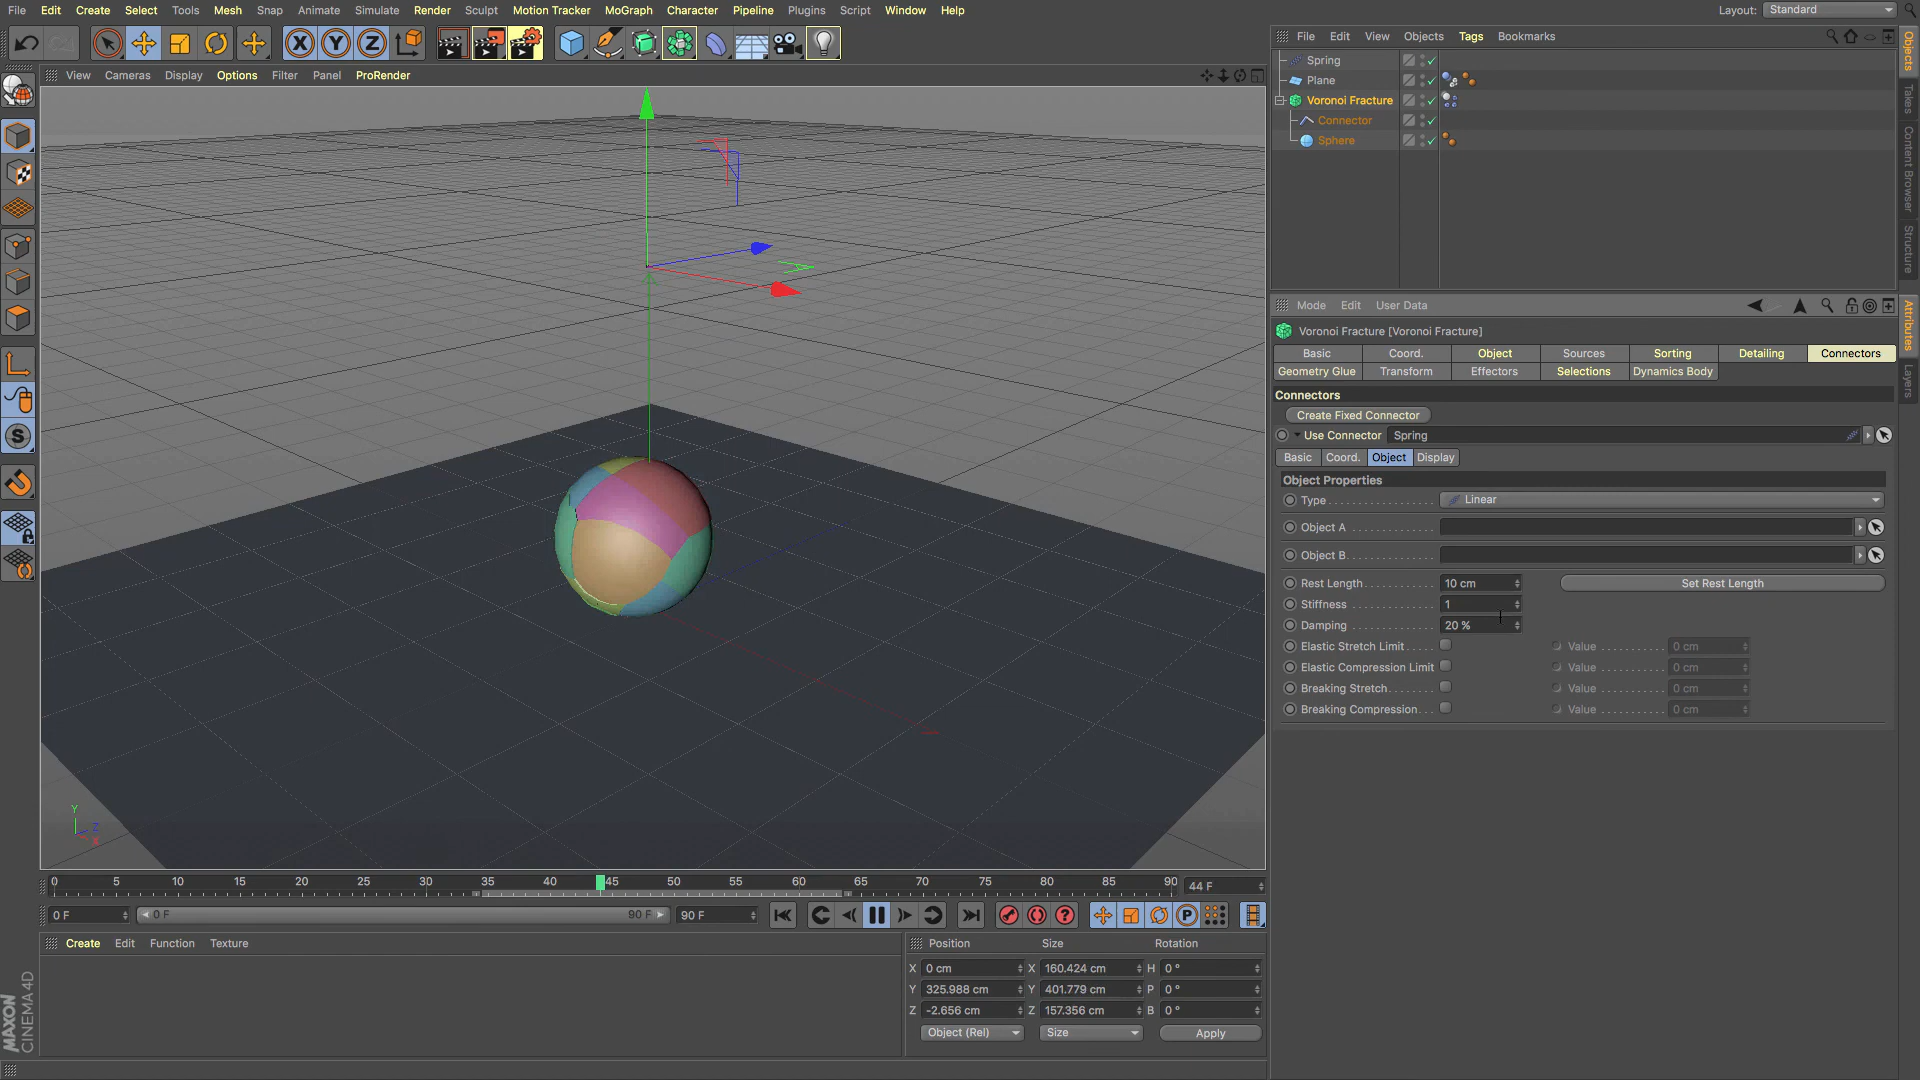 File Edit Create Select Tools Mesh Snap Animate Simulate Render Sculpt Motion Tracker MoGraph Character Pipeline Plugins Script Window Help Layout: Standard
X Y Z
View Cameras Display Options Filter Panel ProRender
File Edit View Objects Tags Bookmarks
Spring
Plane
Voronoi Fracture
Connector
Sphere
Objects
Takes
Content Browser
Structure
Mode Edit User Data
Voronoi Fracture [Voronoi Fracture]
Basic Coord. Object Sources Sorting Detailing Connectors
Geometry Glue Transform Effectors Selections Dynamics Body
Connectors
Create Fixed Connector
Use Connector Spring
Basic Coord. Object Display
Object Properties
Type Linear
Object A
Object B
Rest Length 10 cm Set Rest Length
Stiffness 1
Damping 20 %
Elastic Stretch Limit Value 0 cm
Elastic Compression Limit Value 0 cm
Breaking Stretch Value 0 cm
Breaking Compression Value 0 cm
Attributes
Layers
S
Y
Z
X
0 5 10 15 20 25 30 35 40 45 50 55 60 65 70 75 80 85 90 44 F
0 F 0 F 90 F 90 F
P
Create Edit Function Texture
Position Size Rotation
X 0 cm X 160.424 cm H 0 °
Y 325.988 cm Y 401.779 cm P 0 °
Z -2.656 cm Z 157.356 cm B 0 °
Object (Rel) Size Apply
MAXON
CINEMA 4D